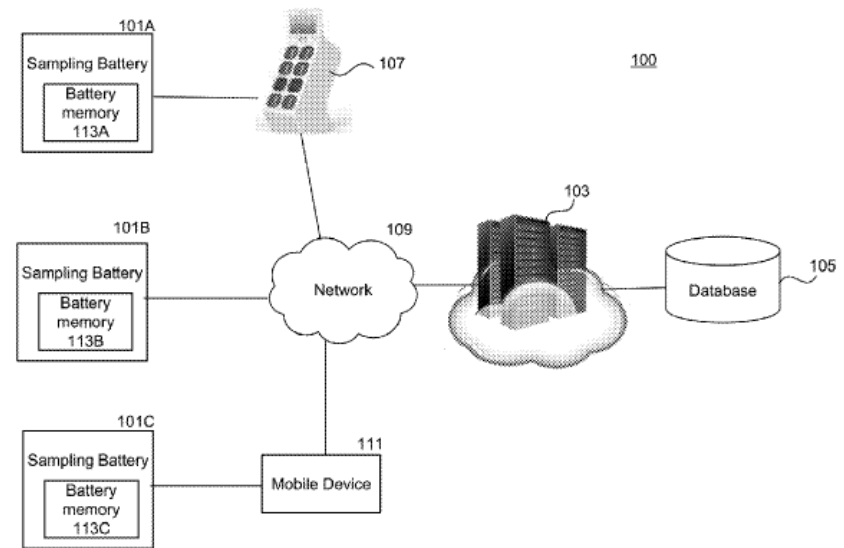 101A
Sampling Battery
Battery
memory
113A
107
100
101B
Sampling Battery
Battery
memory
113B
109
Network
103
Database
105
101C
Sampling Battery
Battery
memory
113C
111
Mobile Device